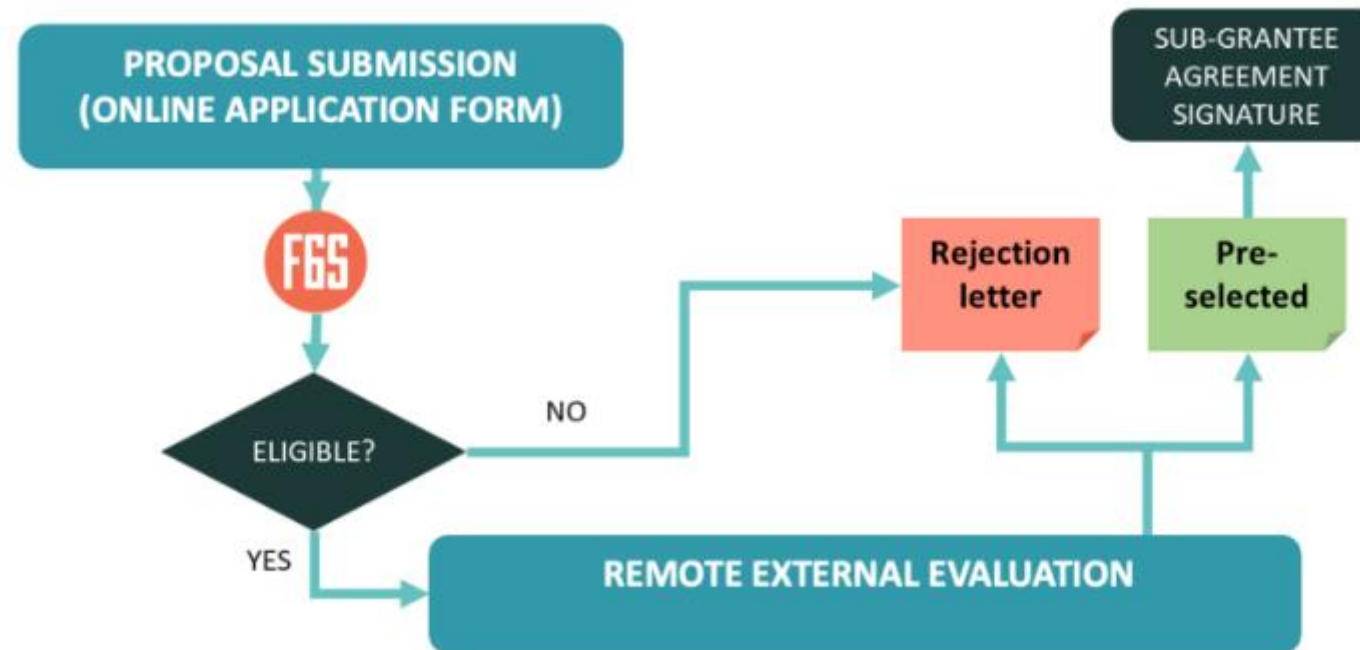 PROPOSAL SUBMISSION
(ONLINE APPLICATION FORM)
F6S
ELIGIBLE?
NO
YES
Rejection
letter
Pre-
selected
SUB-GRANTEE
AGREEMENT
SIGNATURE
REMOTE EXTERNAL EVALUATION